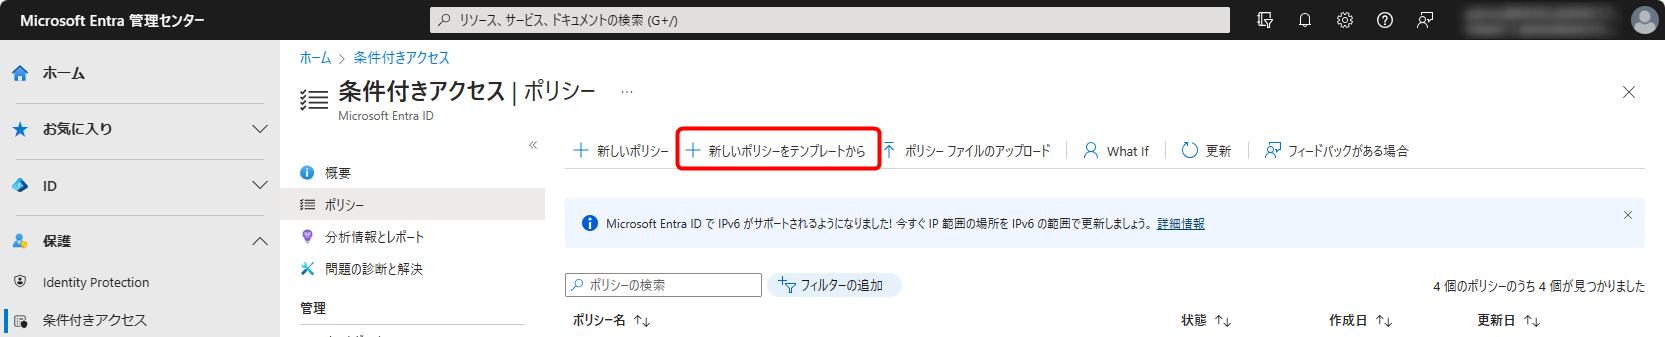 Microsoft Entra 管理センター
リソース、サービス、ドキュメントの検索 (G+/)
ホーム
お気に入り
ID
保護
Identity Protection
条件付きアクセス
ホーム > 条件付きアクセス
条件付きアクセス | ポリシー ...
Microsoft Entra ID
概要
ポリシー
分析情報とレポート
問題の診断と解決
管理
新しいポリシー 新しいポリシーをテンプレートから ポリシー ファイルのアップロード What If 更新 フィードバックがある場合
Microsoft Entra ID で IPv6 がサポートされるようになりました! 今すぐ IP 範囲の場所を IPv6 の範囲で更新しましょう。 詳細情報
ポリシーの検索 フィルターの追加 4 個のポリシーのうち 4 個が見つかりました
ポリシー名 ↑↓ 状態 ↑↓ 作成日 ↑↓ 更新日 ↑↓